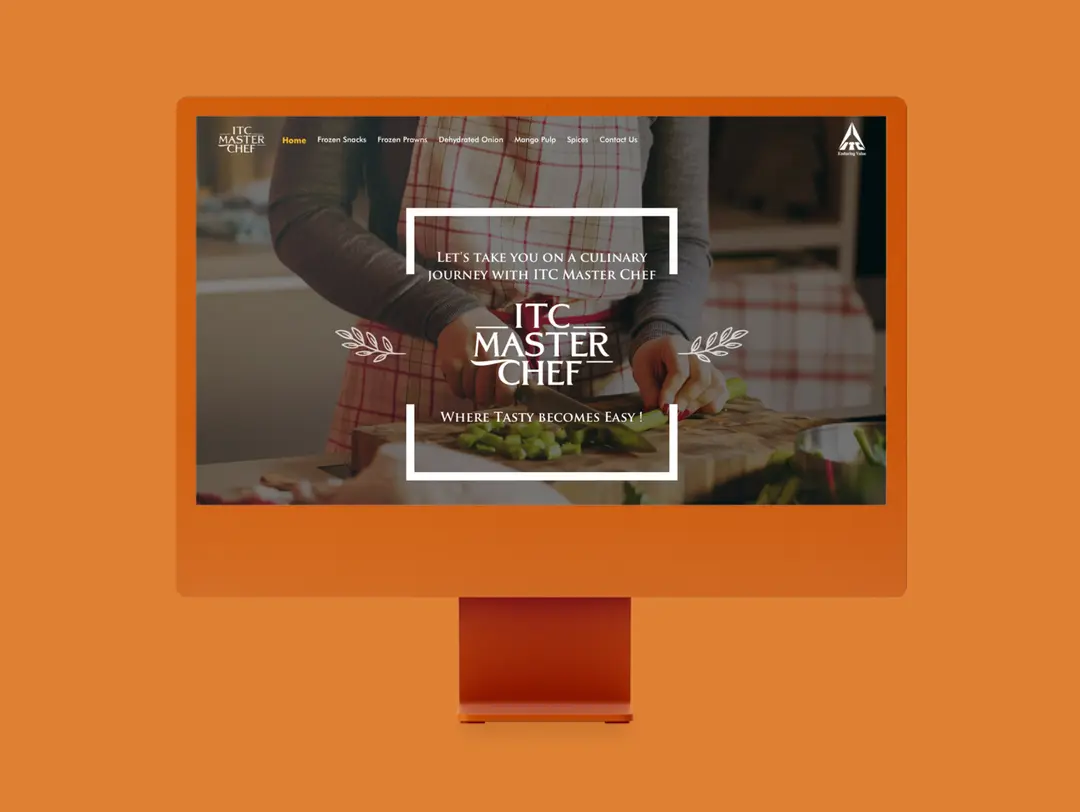 ITC
MASTER
CHEF
Home Frozen Snacks Frozen Prawns Dehydrated Onion Mango Pulp Spices Contact Us
Enduring Value
Let's take you on a culinary
journey with ITC Master Chef
ITC
MASTER
CHEF
Where Tasty becomes Easy !